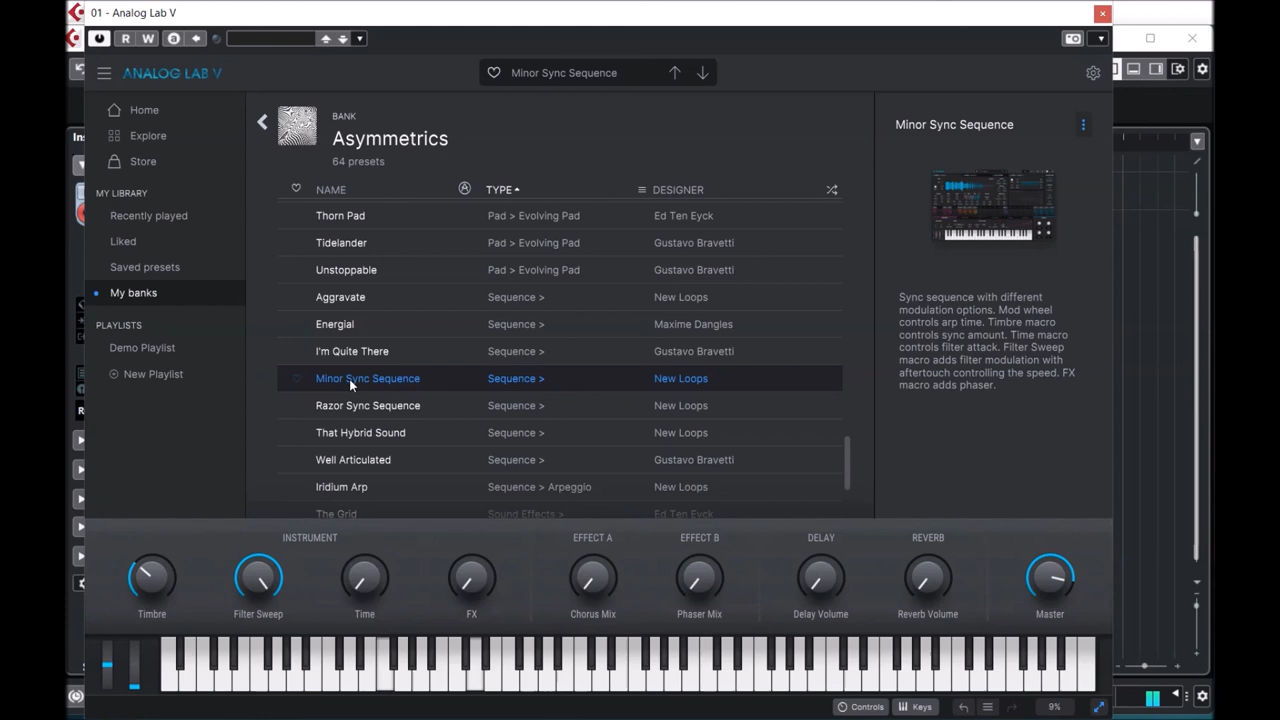 01 - Analog Lab V
R W
ANALOG LAB V
Minor Sync Sequence
Home
Explore
Store
MY LIBRARY
Recently played
Liked
Saved presets
My banks
PLAYLISTS
Demo Playlist
New Playlist
BANK
Asymmetrics
64 presets
NAME TYPE DESIGNER
Thorn Pad Pad > Evolving Pad Ed Ten Eyck
Tidelander Pad > Evolving Pad Gustavo Bravetti
Unstoppable Pad > Evolving Pad Gustavo Bravetti
Aggravate Sequence > New Loops
Energial Sequence > Maxime Dangles
I'm Quite There Sequence > Gustavo Bravetti
Minor Sync Sequence Sequence > New Loops
Razor Sync Sequence Sequence > New Loops
That Hybrid Sound Sequence > New Loops
Well Articulated Sequence > Gustavo Bravetti
Iridium Arp Sequence > Arpeggio New Loops
The Grid Sound Effects > Ed Ten Eyck
Minor Sync Sequence
Sync sequence with different
modulation options. Mod wheel
controls arp time. Timbre macro
controls sync amount. Time macro
controls filter attack. Filter Sweep
macro adds filter modulation with
aftertouch controlling the speed. FX
macro adds phaser.
INSTRUMENT EFFECT A EFFECT B DELAY REVERB
Timbre Filter Sweep Time FX Chorus Mix Phaser Mix Delay Volume Reverb Volume Master
Controls Keys 9%